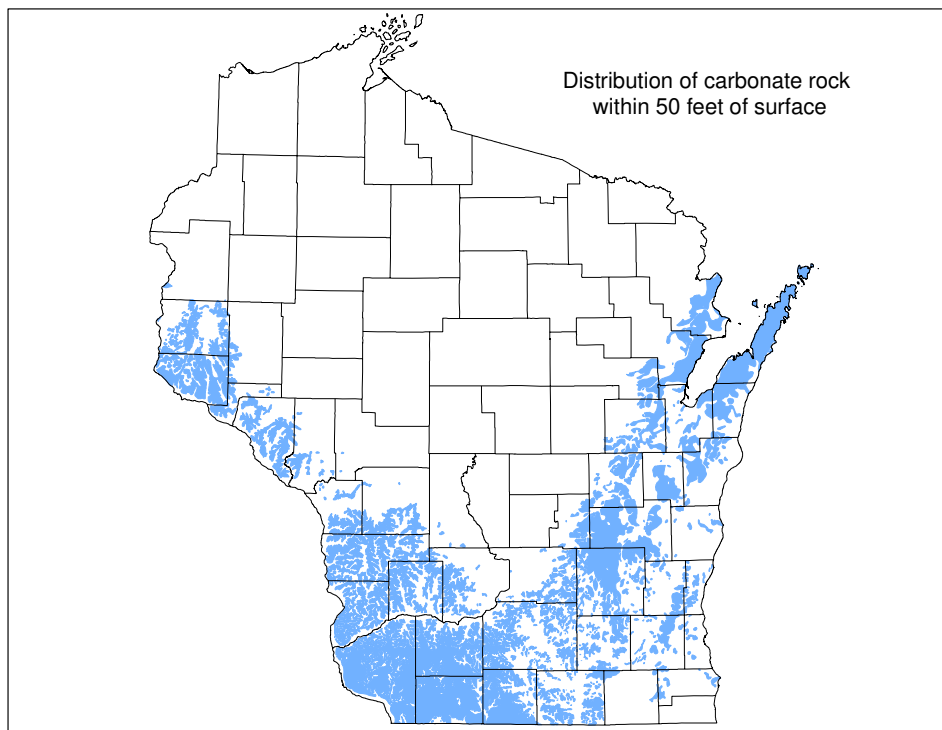 Distribution of carbonate rock
within 50 feet of surface